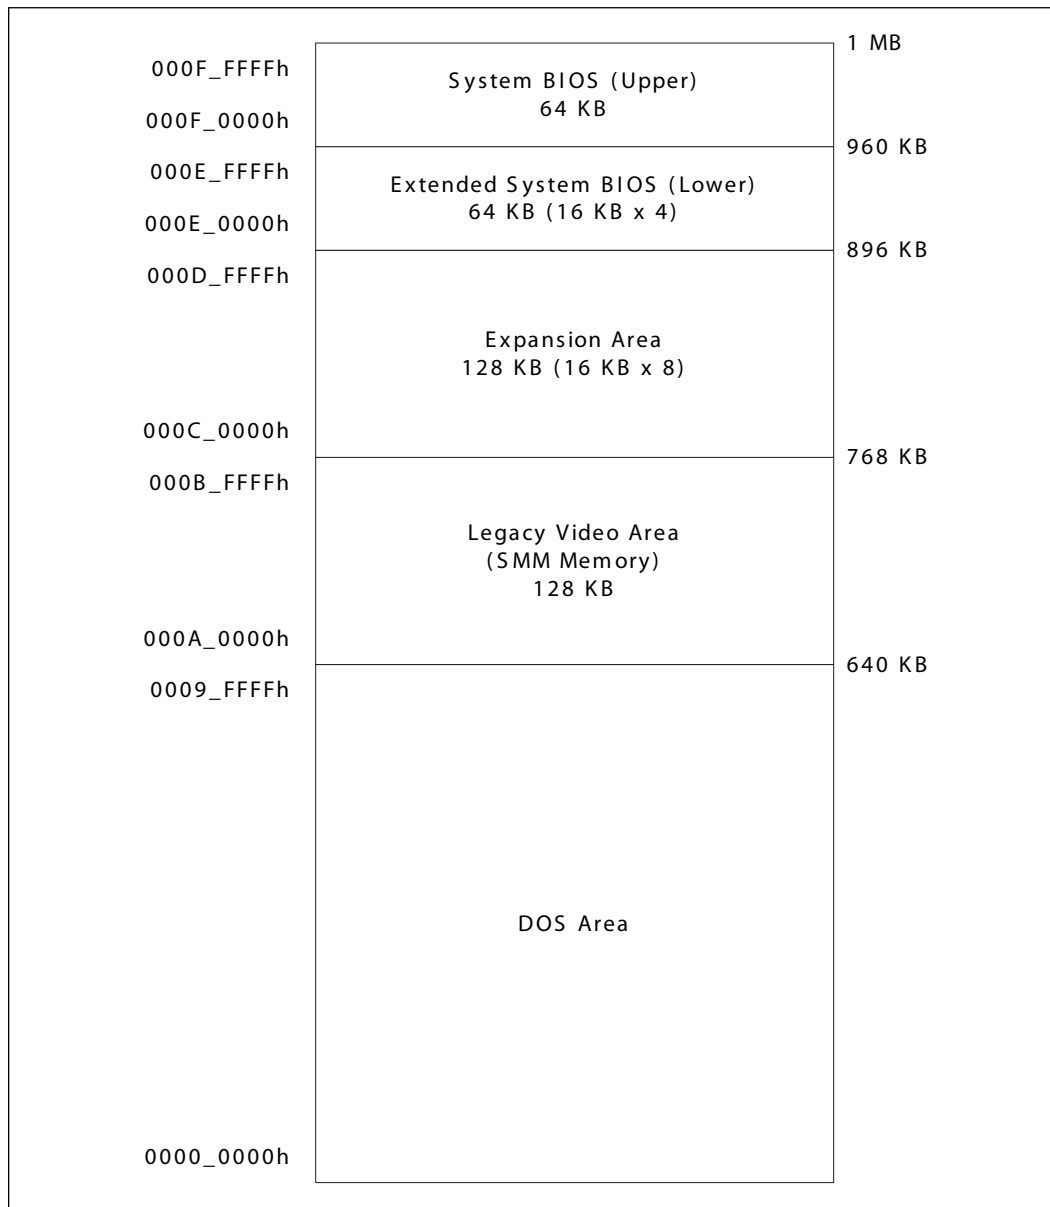 1 MB
000F_FFFFh
System BIOS (Upper)
64 KB
000F_0000h
960 KB
000E_FFFFh
Extended System BIOS (Lower)
64 KB (16 KB x 4)
000E_0000h
896 KB
000D_FFFFh
Expansion Area
128 KB (16 KB x 8)
000C_0000h
768 KB
000B_FFFFh
Legacy Video Area
(SMM Memory)
128 KB
000A_0000h
640 KB
0009_FFFFh
DOS Area
0000_0000h